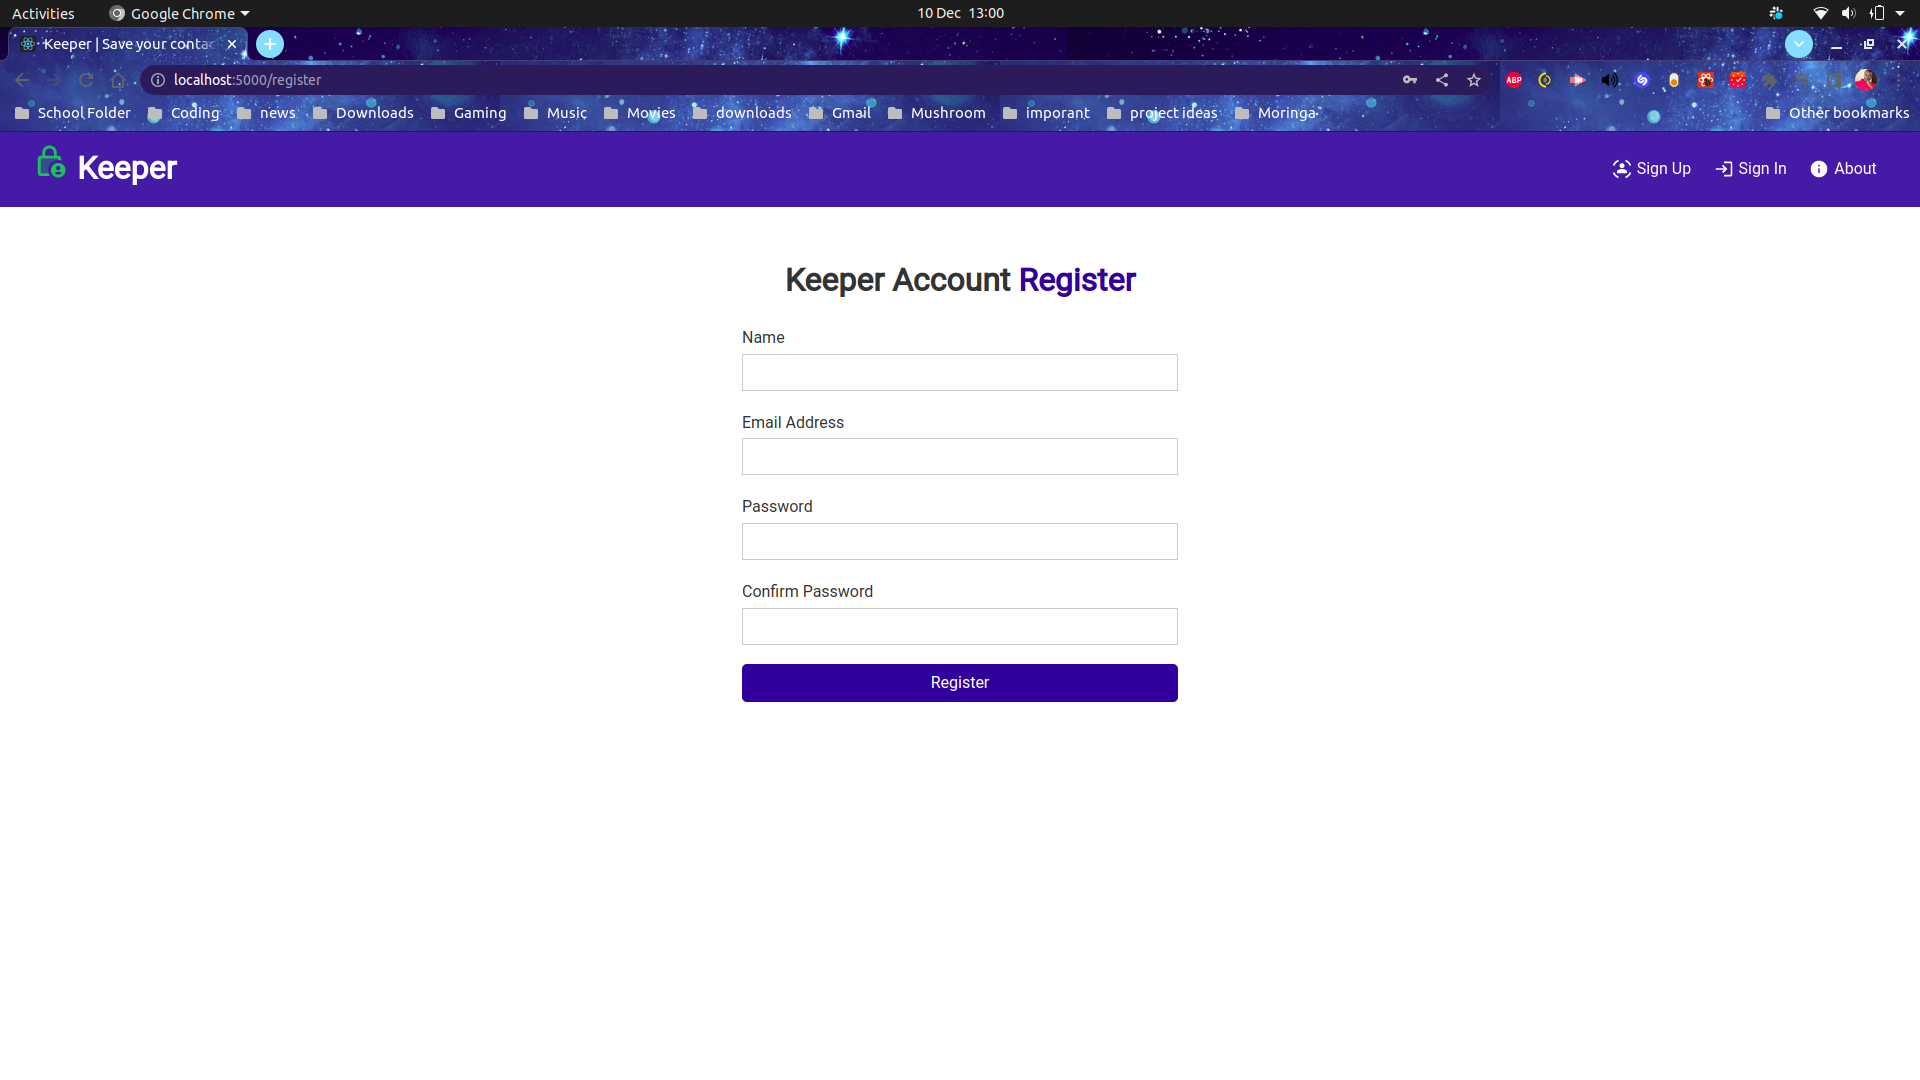 Activities Google Chrome 10 Dec 13:00
Keeper | Save your contac
localhost:5000/register ABP
School Folder Coding news Downloads Gaming Music Movies downloads Gmail Mushroom imporant project ideas Moringa Other bookmarks
Keeper Sign Up Sign In About
Keeper Account Register
Name
Email Address
Password
Confirm Password
Register